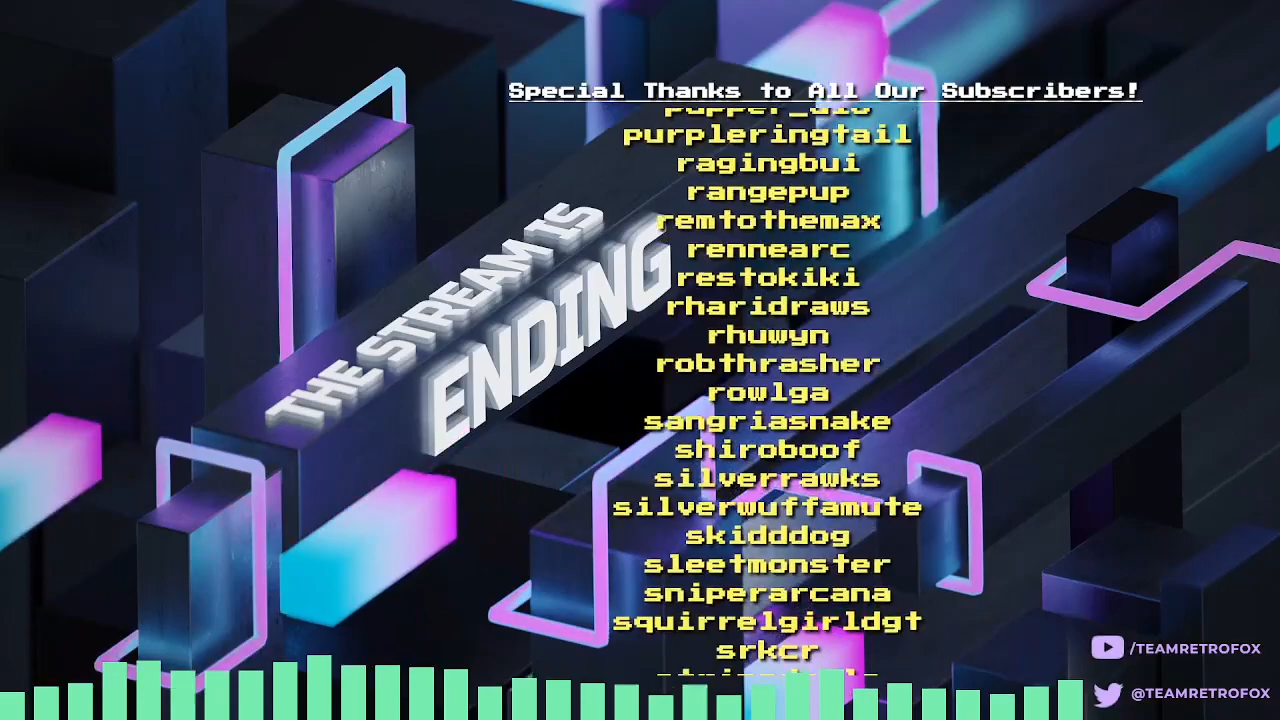 Special Thanks to All Our Subscribers!
purpleringtail
ragingbui
rangepup
remtothemax
rennearc
restokiki
rharidraws
rhuwyn
robthrasher
rowlga
sangriasnake
shiroboof
silverrawks
silverwuffamute
skidddog
sleetmonster
sniperarcana
squirrelgirldgt
srkcr
THE STREAM IS
ENDING
/TEAMRETROFOX
@TEAMRETROFOX